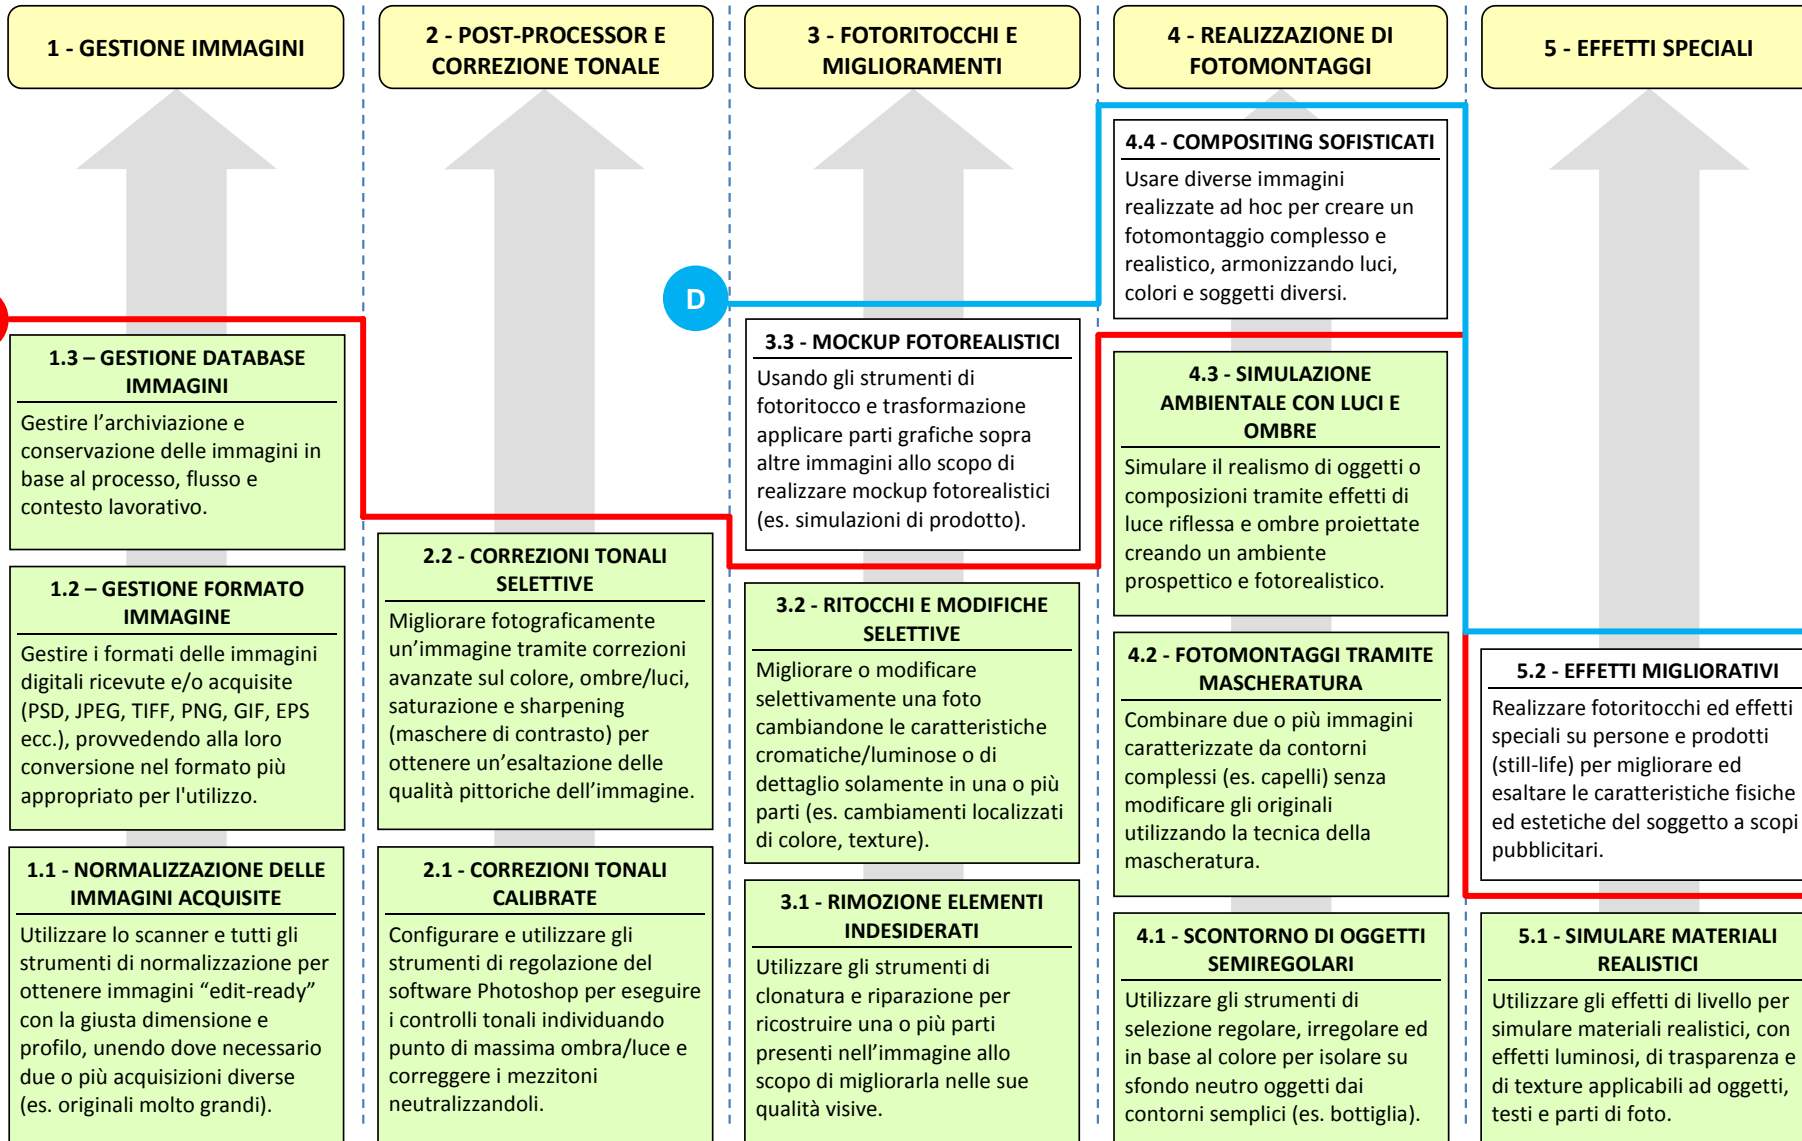 1 - GESTIONE IMMAGINI
1.3 – GESTIONE DATABASE
IMMAGINI
Gestire l’archiviazione e
conservazione delle immagini in
base al processo, flusso e
contesto lavorativo.
1.2 – GESTIONE FORMATO
IMMAGINE
Gestire i formati delle immagini
digitali ricevute e/o acquisite
(PSD, JPEG, TIFF, PNG, GIF, EPS
ecc.), provvedendo alla loro
conversione nel formato più
appropriato per l'utilizzo.
1.1 - NORMALIZZAZIONE DELLE
IMMAGINI ACQUISITE
Utilizzare lo scanner e tutti gli
strumenti di normalizzazione per
ottenere immagini “edit-ready”
con la giusta dimensione e
profilo, unendo dove necessario
due o più acquisizioni diverse
(es. originali molto grandi).
2 - POST-PROCESSOR E
CORREZIONE TONALE
2.2 - CORREZIONI TONALI
SELETTIVE
Migliorare fotograficamente
un’immagine tramite correzioni
avanzate sul colore, ombre/luci,
saturazione e sharpening
(maschere di contrasto) per
ottenere un’esaltazione delle
qualità pittoriche dell’immagine.
2.1 - CORREZIONI TONALI
CALIBRATE
Configurare e utilizzare gli
strumenti di regolazione del
software Photoshop per eseguire
i controlli tonali individuando
punto di massima ombra/luce e
correggere i mezzitoni
neutralizzandoli.
D
3 - FOTORITOCCHI E
MIGLIORAMENTI
3.3 - MOCKUP FOTOREALISTICI
Usando gli strumenti di
fotoritocco e trasformazione
applicare parti grafiche sopra
altre immagini allo scopo di
realizzare mockup fotorealistici
(es. simulazioni di prodotto).
3.2 - RITOCCHI E MODIFICHE
SELETTIVE
Migliorare o modificare
selettivamente una foto
cambiandone le caratteristiche
cromatiche/luminose o di
dettaglio solamente in una o più
parti (es. cambiamenti localizzati
di colore, texture).
3.1 - RIMOZIONE ELEMENTI
INDESIDERATI
Utilizzare gli strumenti di
clonatura e riparazione per
ricostruire una o più parti
presenti nell’immagine allo
scopo di migliorarla nelle sue
qualità visive.
4 - REALIZZAZIONE DI
FOTOMONTAGGI
4.4 - COMPOSITING SOFISTICATI
Usare diverse immagini
realizzate ad hoc per creare un
fotomontaggio complesso e
realistico, armonizzando luci,
colori e soggetti diversi.
4.3 - SIMULAZIONE
AMBIENTALE CON LUCI E
OMBRE
Simulare il realismo di oggetti o
composizioni tramite effetti di
luce riflessa e ombre proiettate
creando un ambiente
prospettico e fotorealistico.
4.2 - FOTOMONTAGGI TRAMITE
MASCHERATURA
Combinare due o più immagini
caratterizzate da contorni
complessi (es. capelli) senza
modificare gli originali
utilizzando la tecnica della
mascheratura.
4.1 - SCONTORNO DI OGGETTI
SEMIREGOLARI
Utilizzare gli strumenti di
selezione regolare, irregolare ed
in base al colore per isolare su
sfondo neutro oggetti dai
contorni semplici (es. bottiglia).
5 - EFFETTI SPECIALI
5.2 - EFFETTI MIGLIORATIVI
Realizzare fotoritocchi ed effetti
speciali su persone e prodotti
(still-life) per migliorare ed
esaltare le caratteristiche fisiche
ed estetiche del soggetto a scopi
pubblicitari.
5.1 - SIMULARE MATERIALI
REALISTICI
Utilizzare gli effetti di livello per
simulare materiali realistici, con
effetti luminosi, di trasparenza e
di texture applicabili ad oggetti,
testi e parti di foto.